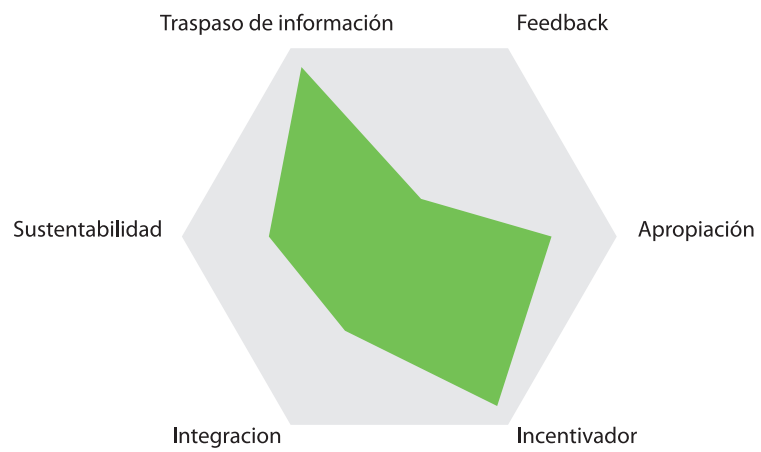 Traspaso de información
Feedback
Sustentabilidad
Apropiación
Integracion
Incentivador